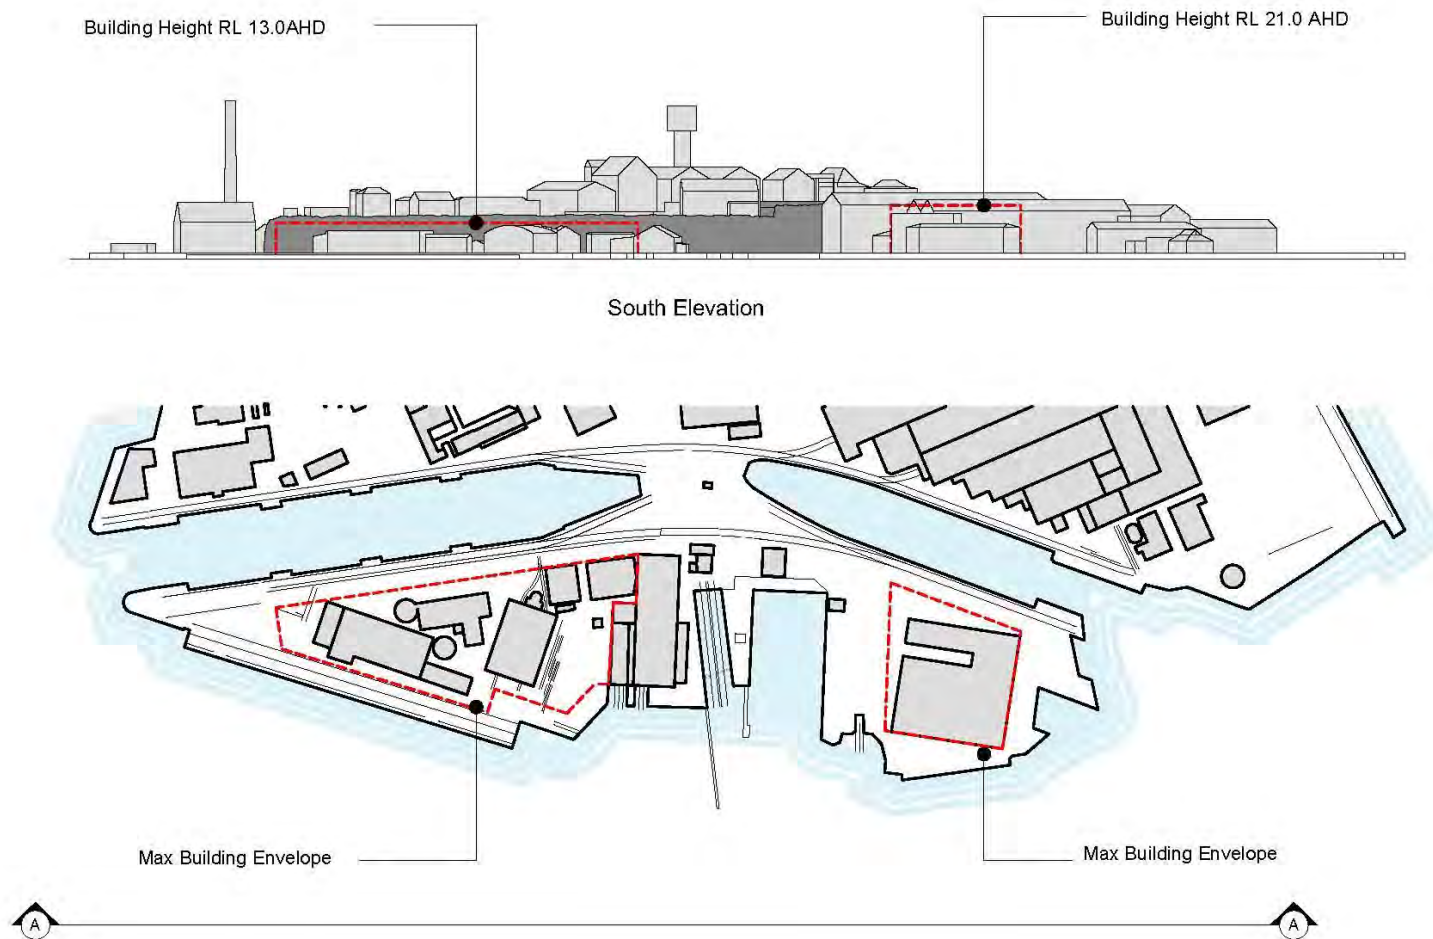 Building Height RL 13.0AHD
Building Height RL 21.0 AHD
South Elevation
Max Building Envelope
Max Building Envelope
A
A